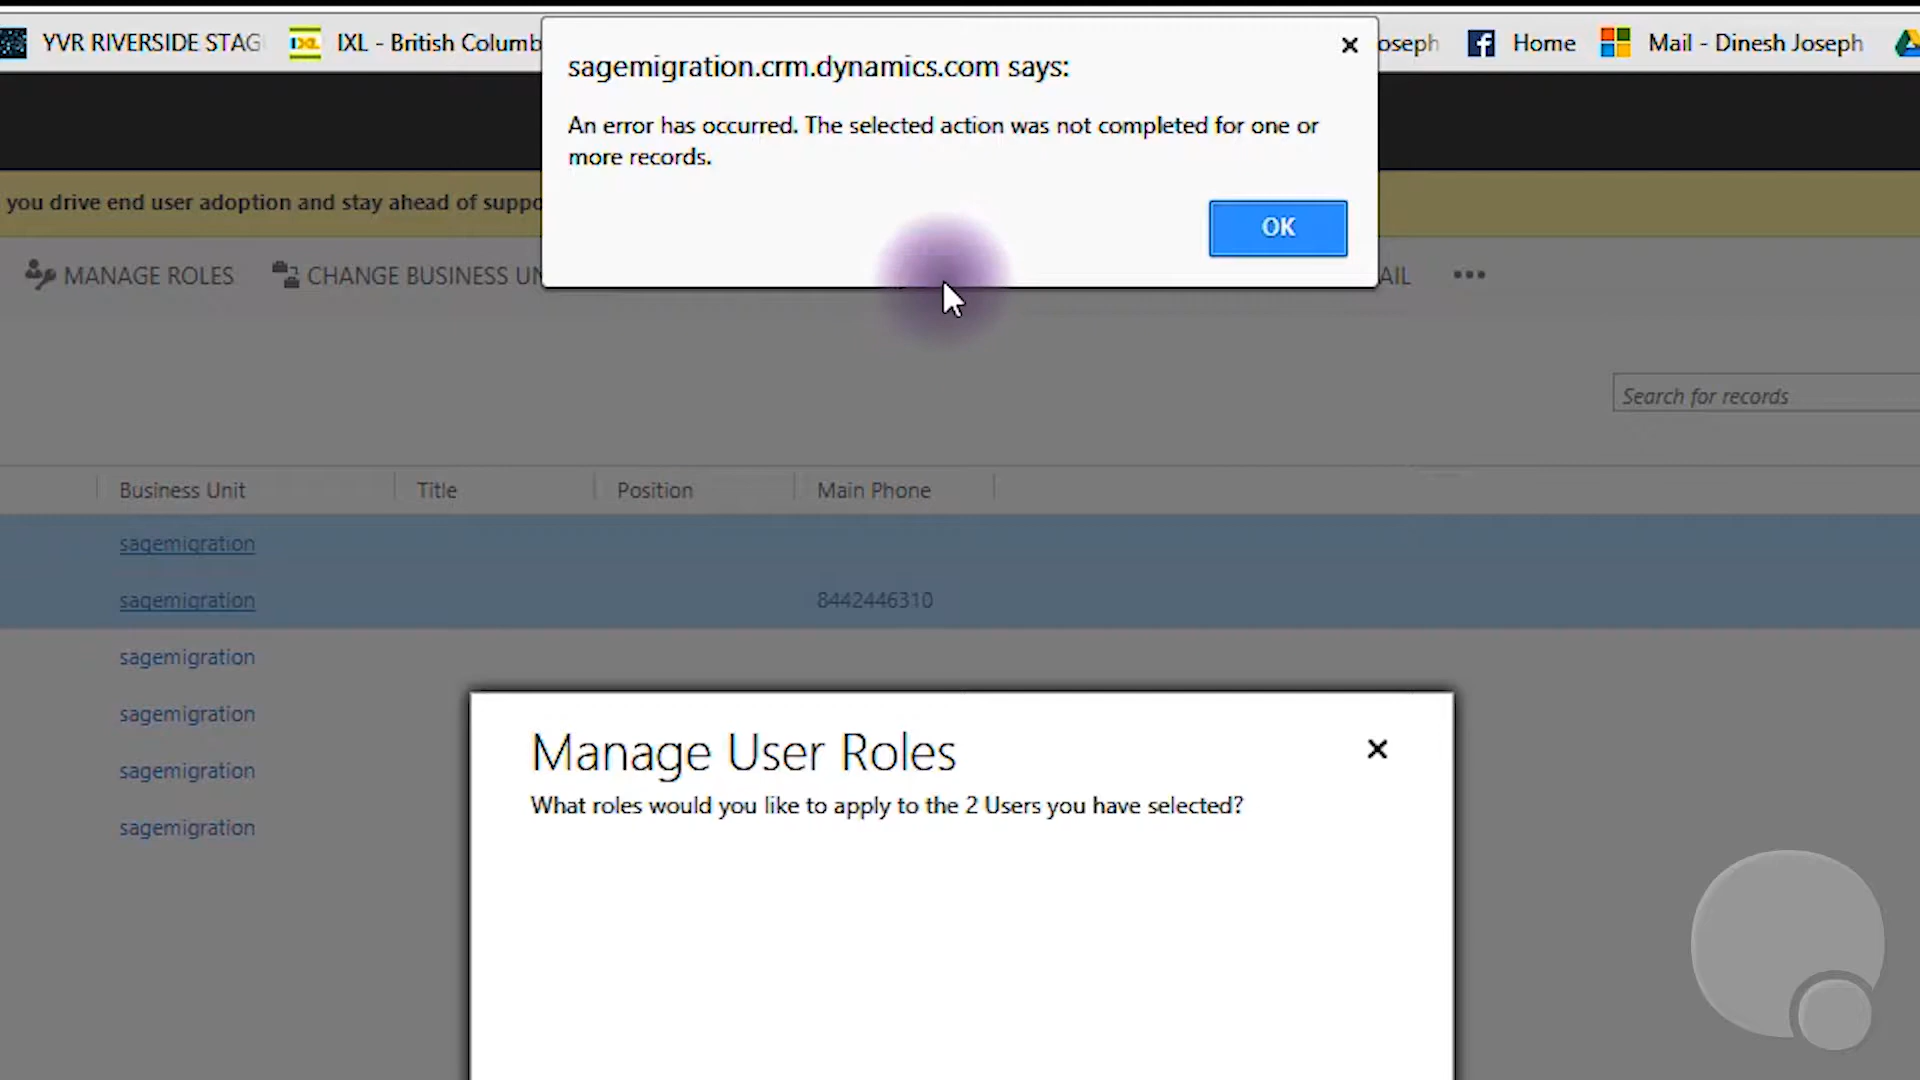 YVR RIVERSIDE STAG
IXL - British Columb
oseph
Home
Mail - Dinesh Joseph
sagemigration.crm.dynamics.com says:
An error has occurred. The selected action was not completed for one or
more records.
OK
you drive end user adoption and stay ahead of suppo
MANAGE ROLES
CHANGE BUSINESS UN
AIL
Search for records
Business Unit
Title
Position
Main Phone
sagemigration
sagemigration
8442446310
sagemigration
sagemigration
sagemigration
sagemigration
Manage User Roles
What roles would you like to apply to the 2 Users you have selected?